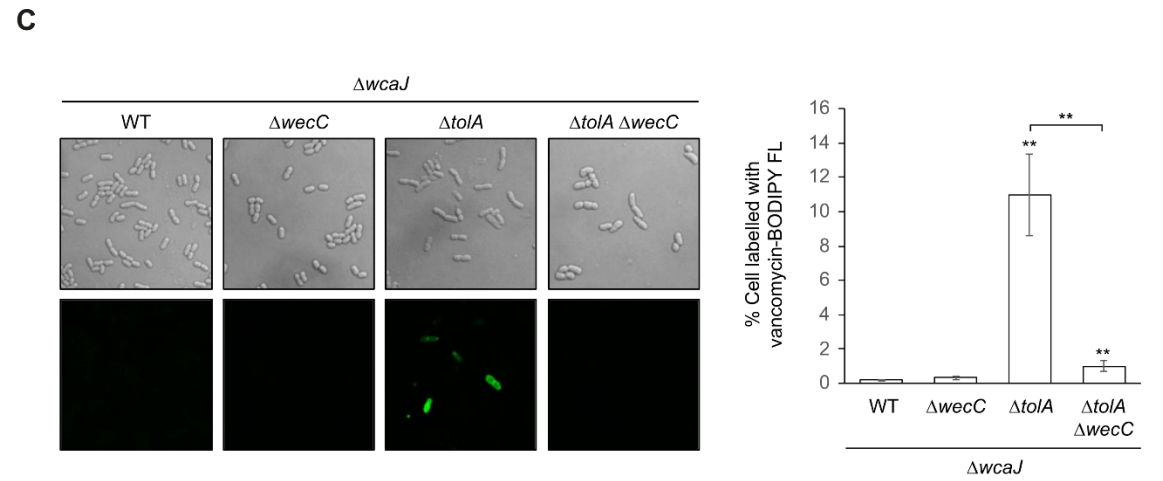 C
ΔwcaJ
WT ΔwecC ΔtolA ΔtolA ΔwecC
% Cell labelled with
vancomycin-BODIPY FL
16
14
12
10
8
6
4
2
0
**
**
**
WT ΔwecC ΔtolA ΔtolA
ΔwecC
ΔwcaJ